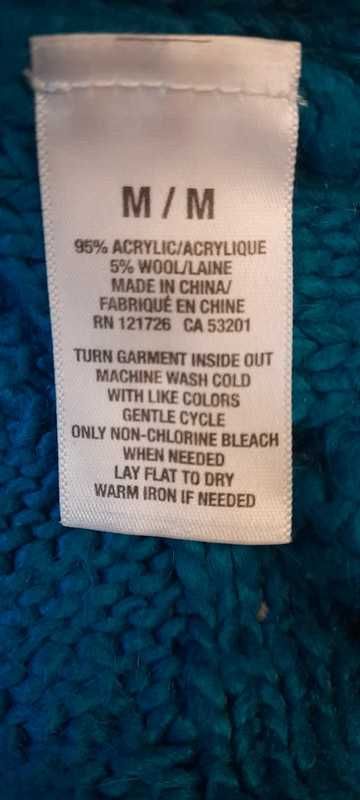 M / M
95% ACRYLIC/ACRYLIQUE
5% WOOL/LAINE
MADE IN CHINA/
FABRIQUÉ EN CHINE
RN 121726 CA 53201
TURN GARMENT INSIDE OUT
MACHINE WASH COLD
WITH LIKE COLORS
GENTLE CYCLE
ONLY NON-CHLORINE BLEACH
WHEN NEEDED
LAY FLAT TO DRY
WARM IRON IF NEEDED